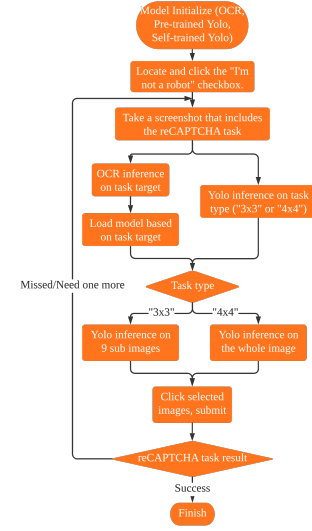 Model Initialize (OCR,
Pre-trained Yolo,
Self-trained Yolo)
Locate and click the "I'm
not a robot" checkbox.
Take a screenshot that includes
the reCAPTCHA task
OCR inference
on task target
Yolo inference on task
type ("3x3" or "4x4")
Load model based
on task target
Missed/Need one more
Task type
"3x3"
"4x4"
Yolo inference on
9 sub images
Yolo inference on
the whole image
Click selected
images, submit
reCAPTCHA task result
Success
Finish